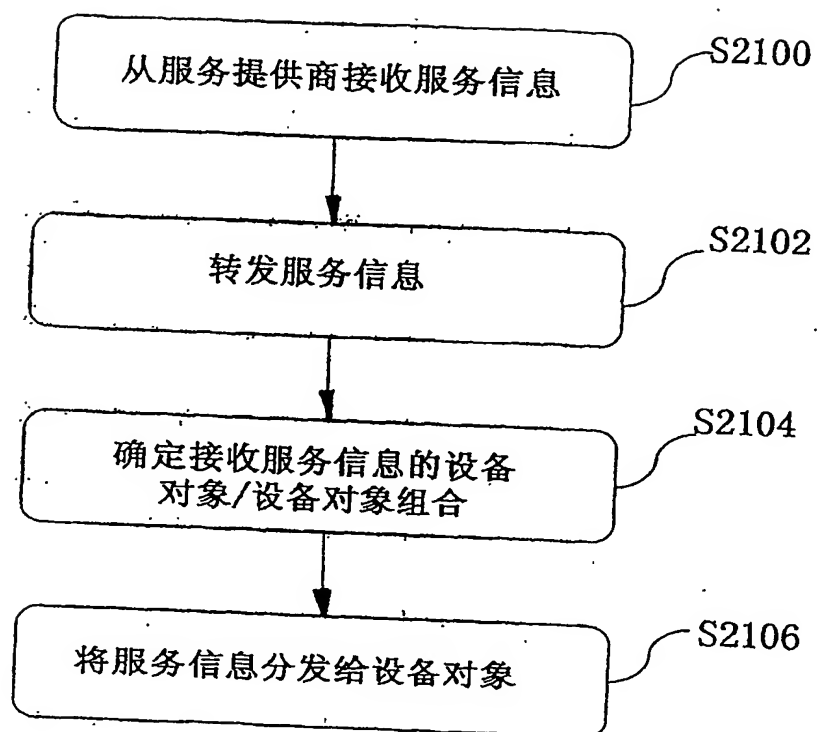 从服务提供商接收服务信息
S2100
转发服务信息
S2102
确定接收服务信息的设备
对象/设备对象组合
S2104
将服务信息分发给设备对象
S2106